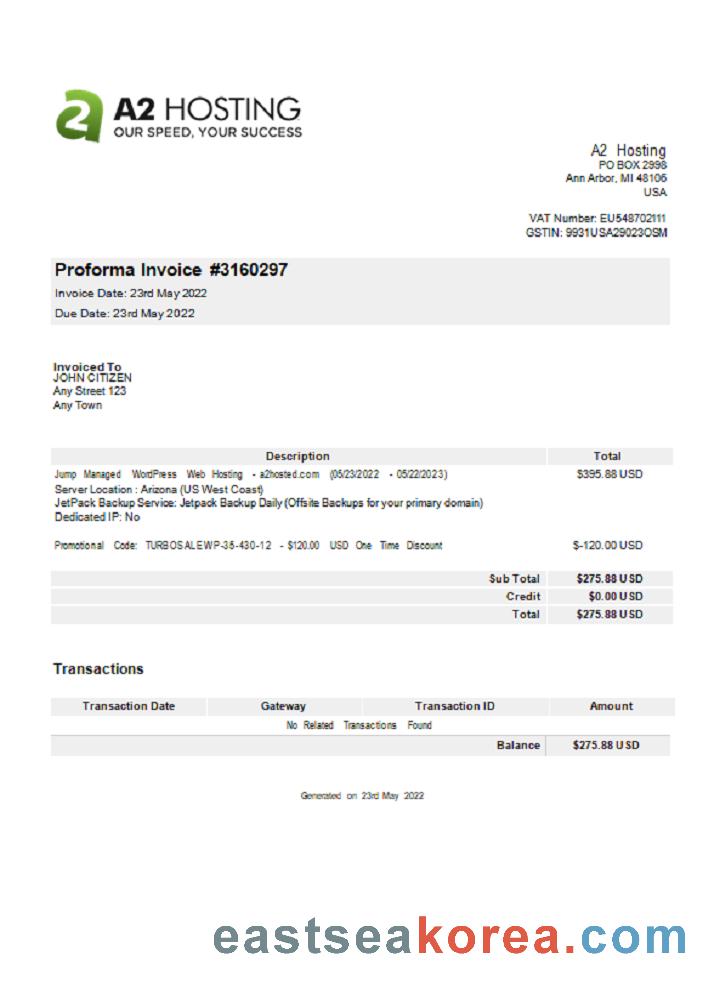 A2 HOSTING
OUR SPEED, YOUR SUCCESS
A2 Hosting
PO BOX 2998
Ann Arbor, MI 48106
USA
VAT Number: EU548702111
GSTIN: 9931USA29023OSM
Proforma Invoice #3160297
Invoice Date: 23rd May 2022
Due Date: 23rd May 2022
Invoiced To
JOHN CITIZEN
Any Street 123
Any Town
Description Total
Jump Managed WordPress Web Hosting - a2hosted.com (05/23/2022 - 05/22/2023) $395.88 USD
Server Location : Arizona (US West Coast)
JetPack Backup Service: Jetpack Backup Daily (Offsite Backups for your primary domain)
Dedicated IP: No
Promotional Code: TURBOSALEWP-36-430-12 - $120.00 USD One Time Discount $-120.00 USD
Sub Total $275.88 USD
Credit $0.00 USD
Total $275.88 USD
Transactions
Transaction Date Gateway Transaction ID Amount
No Related Transactions Found
Balance $275.88 USD
Generated on 23rd May 2022
eastseakorea.com